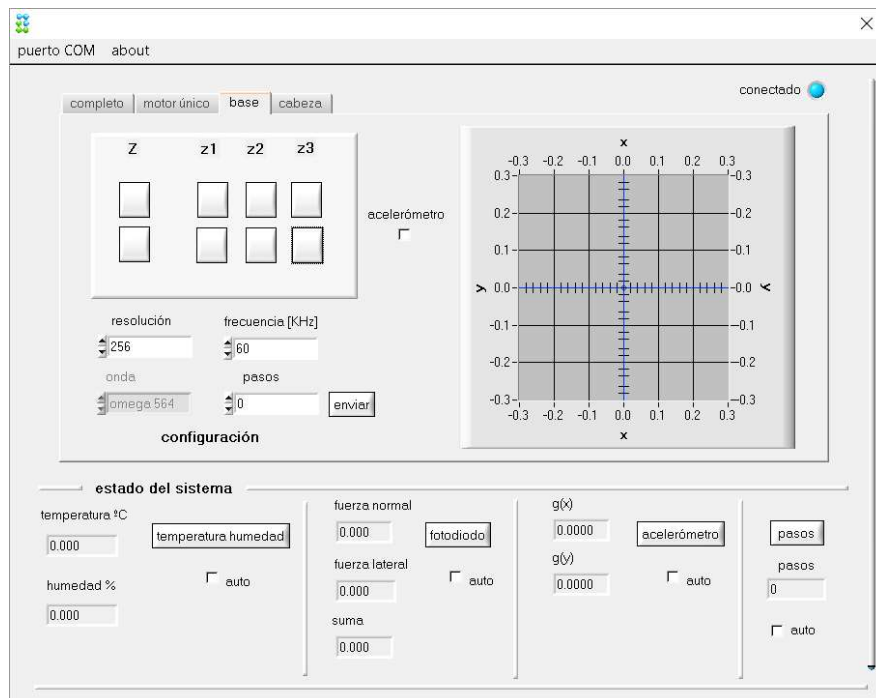 puerto COM about
conectado
completo motor único base cabeza
Z z1 z2 z3
acelerómetro
x
-0.3 -0.2 -0.1 0.0 0.1 0.2 0.3
0.3 -0.3
0.2 -0.2
0.1 -0.1
y 0.0 -0.0 y
-0.1 -0.1
-0.2 -0.2
-0.3 -0.3
-0.3 -0.2 -0.1 0.0 0.1 0.2 0.3
x
resolución frecuencia [KHz]
256 60
onda pasos
omega 564 0 enviar
configuración
estado del sistema
temperatura ºC
0.000
temperatura humedad
auto
humedad %
0.000
fuerza normal
0.000
fotodiodo
fuerza lateral
auto
0.000
suma
0.000
g(x)
0.0000
acelerómetro
g(y)
auto
0.0000
pasos
pasos
0
auto